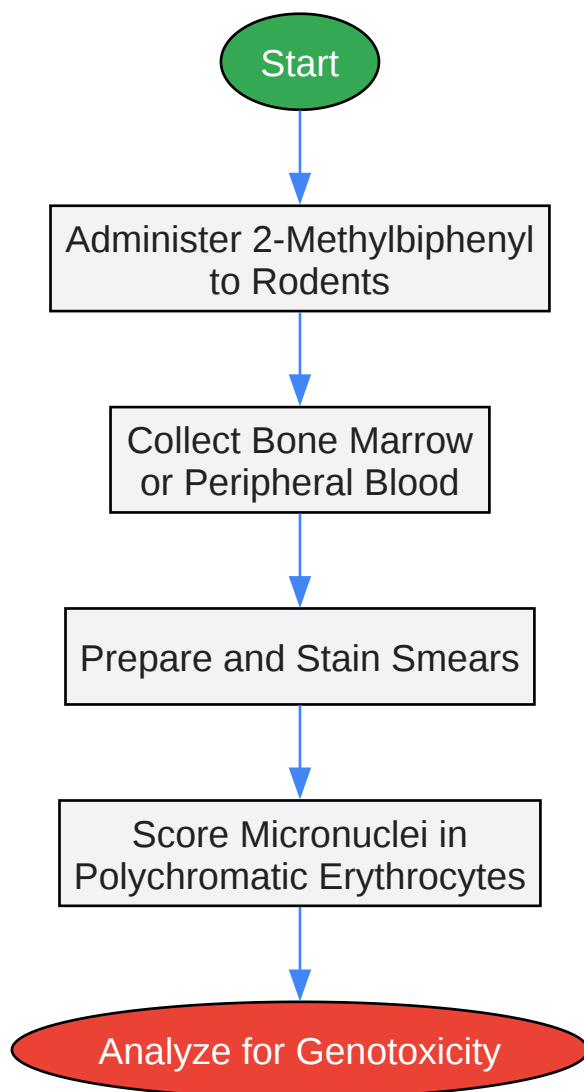 Start
Administer 2-Methylbiphenyl
to Rodents
Collect Bone Marrow
or Peripheral Blood
Prepare and Stain Smears
Score Micronuclei in
Polychromatic Erythrocytes
Analyze for Genotoxicity